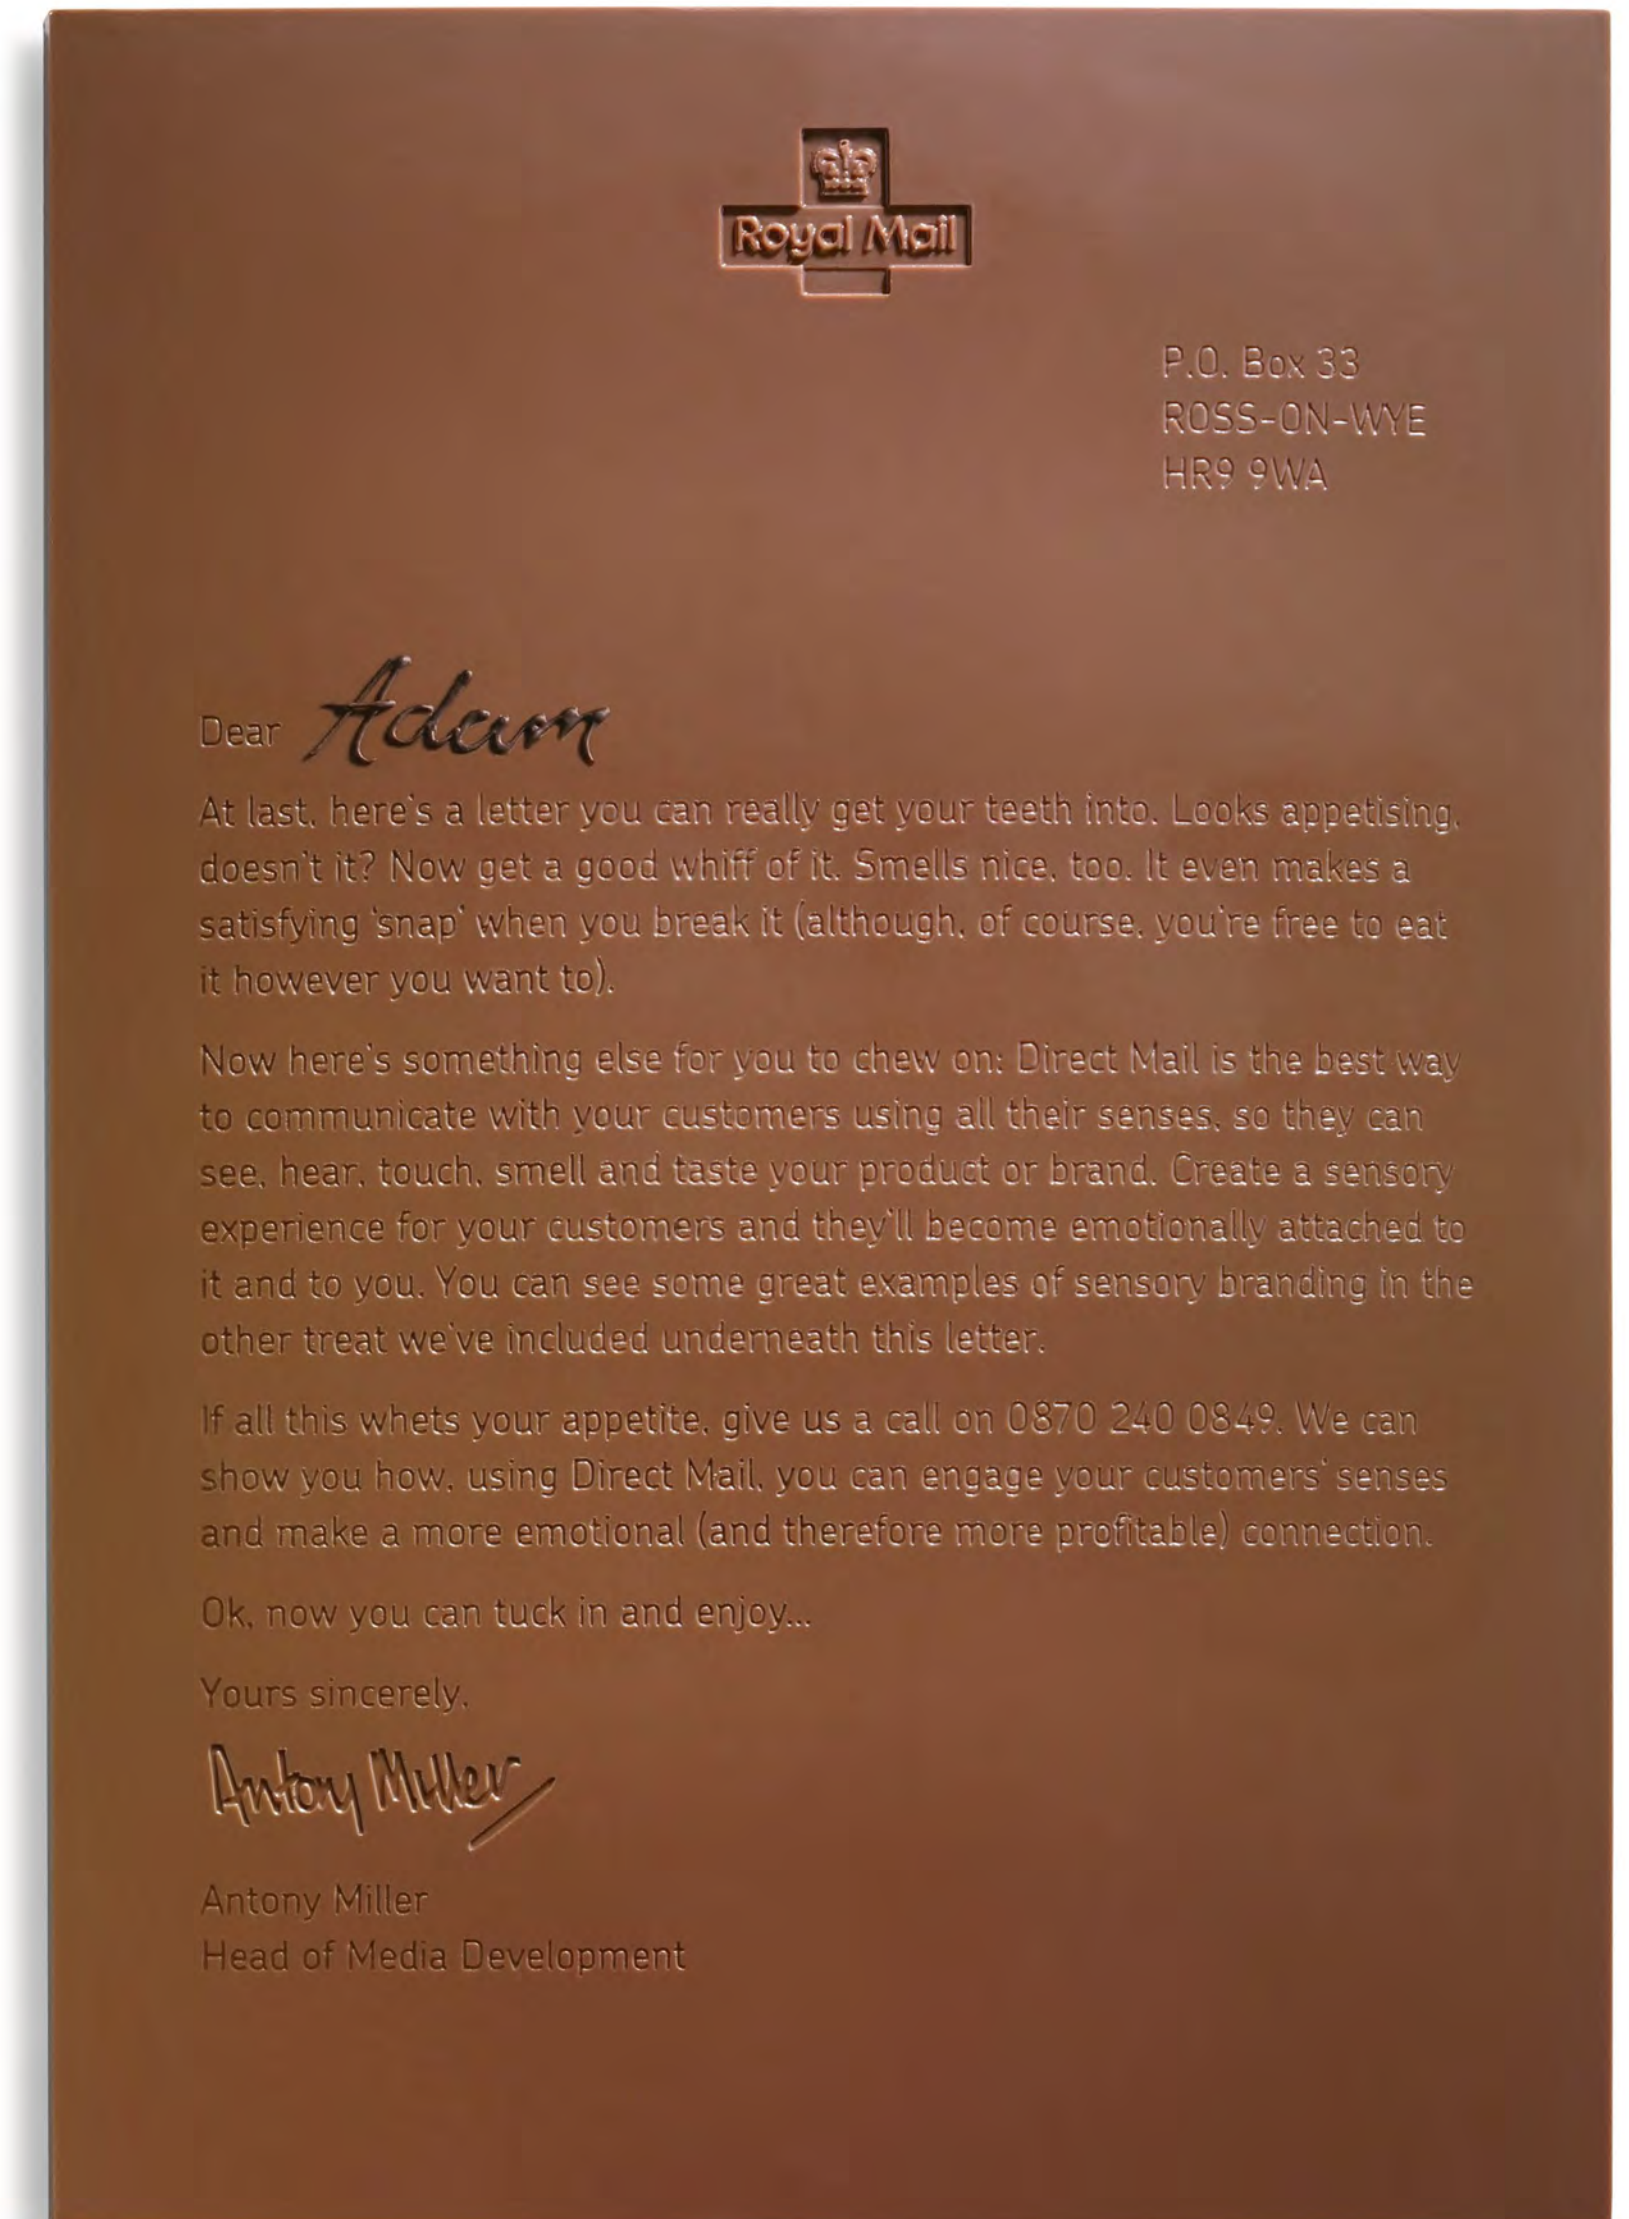 Royal Mail
P.O. Box 33
ROSS-ON-WYE
HR9 9WA
Dear Adam
At last, here's a letter you can really get your teeth into. Looks appetising,
doesn't it? Now get a good whiff of it. Smells nice, too. It even makes a
satisfying 'snap' when you break it (although, of course, you're free to eat
it however you want to).
Now here's something else for you to chew on: Direct Mail is the best way
to communicate with your customers using all their senses, so they can
see, hear, touch, smell and taste your product or brand. Create a sensory
experience for your customers and they'll become emotionally attached to
it and to you. You can see some great examples of sensory branding in the
other treat we've included underneath this letter.
If all this whets your appetite, give us a call on 0870 240 0849. We can
show you how, using Direct Mail, you can engage your customers' senses
and make a more emotional (and therefore more profitable) connection.
Ok, now you can tuck in and enjoy...
Yours sincerely,
Antony Miller
Antony Miller
Head of Media Development